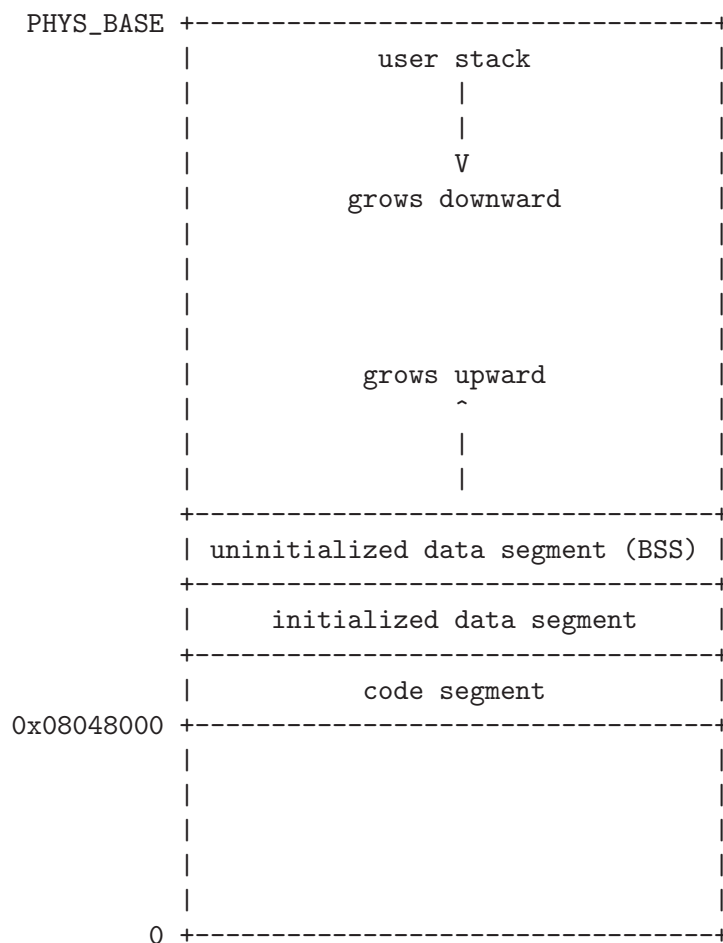 PHYS_BASE +----------------------------------+
|            user stack            |
|                 |                |
|                 |                |
|                 V                |
|          grows downward          |
|                                  |
|                                  |
|                                  |
|                                  |
|           grows upward           |
|                 ^                |
|                 |                |
|                 |                |
+----------------------------------+
| uninitialized data segment (BSS) |
+----------------------------------+
|     initialized data segment     |
+----------------------------------+
|           code segment           |
0x08048000 +----------------------------------+
|                                  |
|                                  |
|                                  |
|                                  |
|                                  |
0 +----------------------------------+